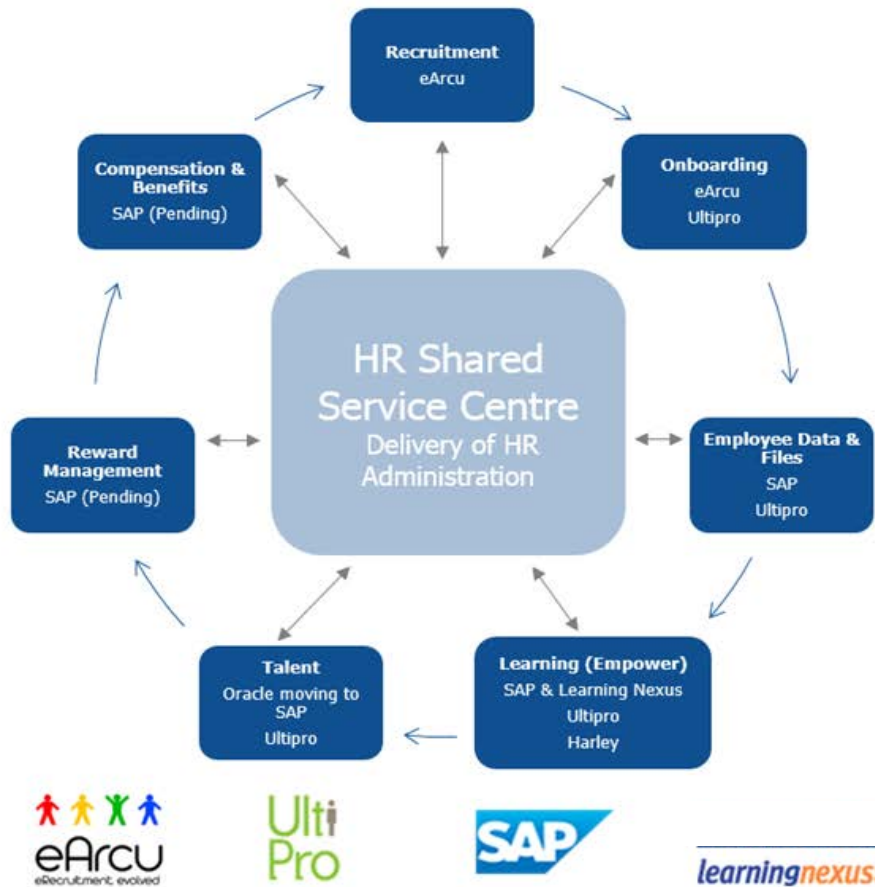 Recruitment
eArcu
Onboarding
eArcu
Ultipro
Employee Data &
Files
SAP
Ultipro
Learning (Empower)
SAP & Learning Nexus
Ultipro
Harley
Talent
Oracle moving to
SAP
Ultipro
Reward
Management
SAP (Pending)
Compensation &
Benefits
SAP (Pending)
HR Shared
Service Centre
Delivery of HR
Administration
eArcu
eRecruitment evolved
Ulti
Pro
SAP
learningnexus